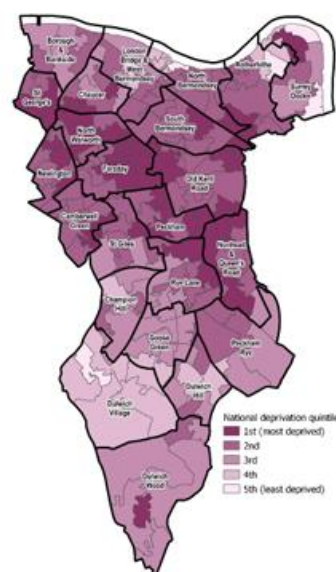 Borough &
Bankside
London
Bridge &
West
Bermondsey
North
Bermondsey
Rotherhithe
Surrey
Docks
St
George's
Chaucer
North
Walworth
South
Bermondsey
Newington
Faraday
Old Kent
Road
Camberwell
Green
Peckham
St Giles
Nunhead
& Queen's
Road
Rye Lane
Champion
Hill
Goose
Green
Peckham
Rye
Dulwich
Village
Dulwich
Hill
Dulwich
Wood
National deprivation quintile
1st (most deprived)
2nd
3rd
4th
5th (least deprived)